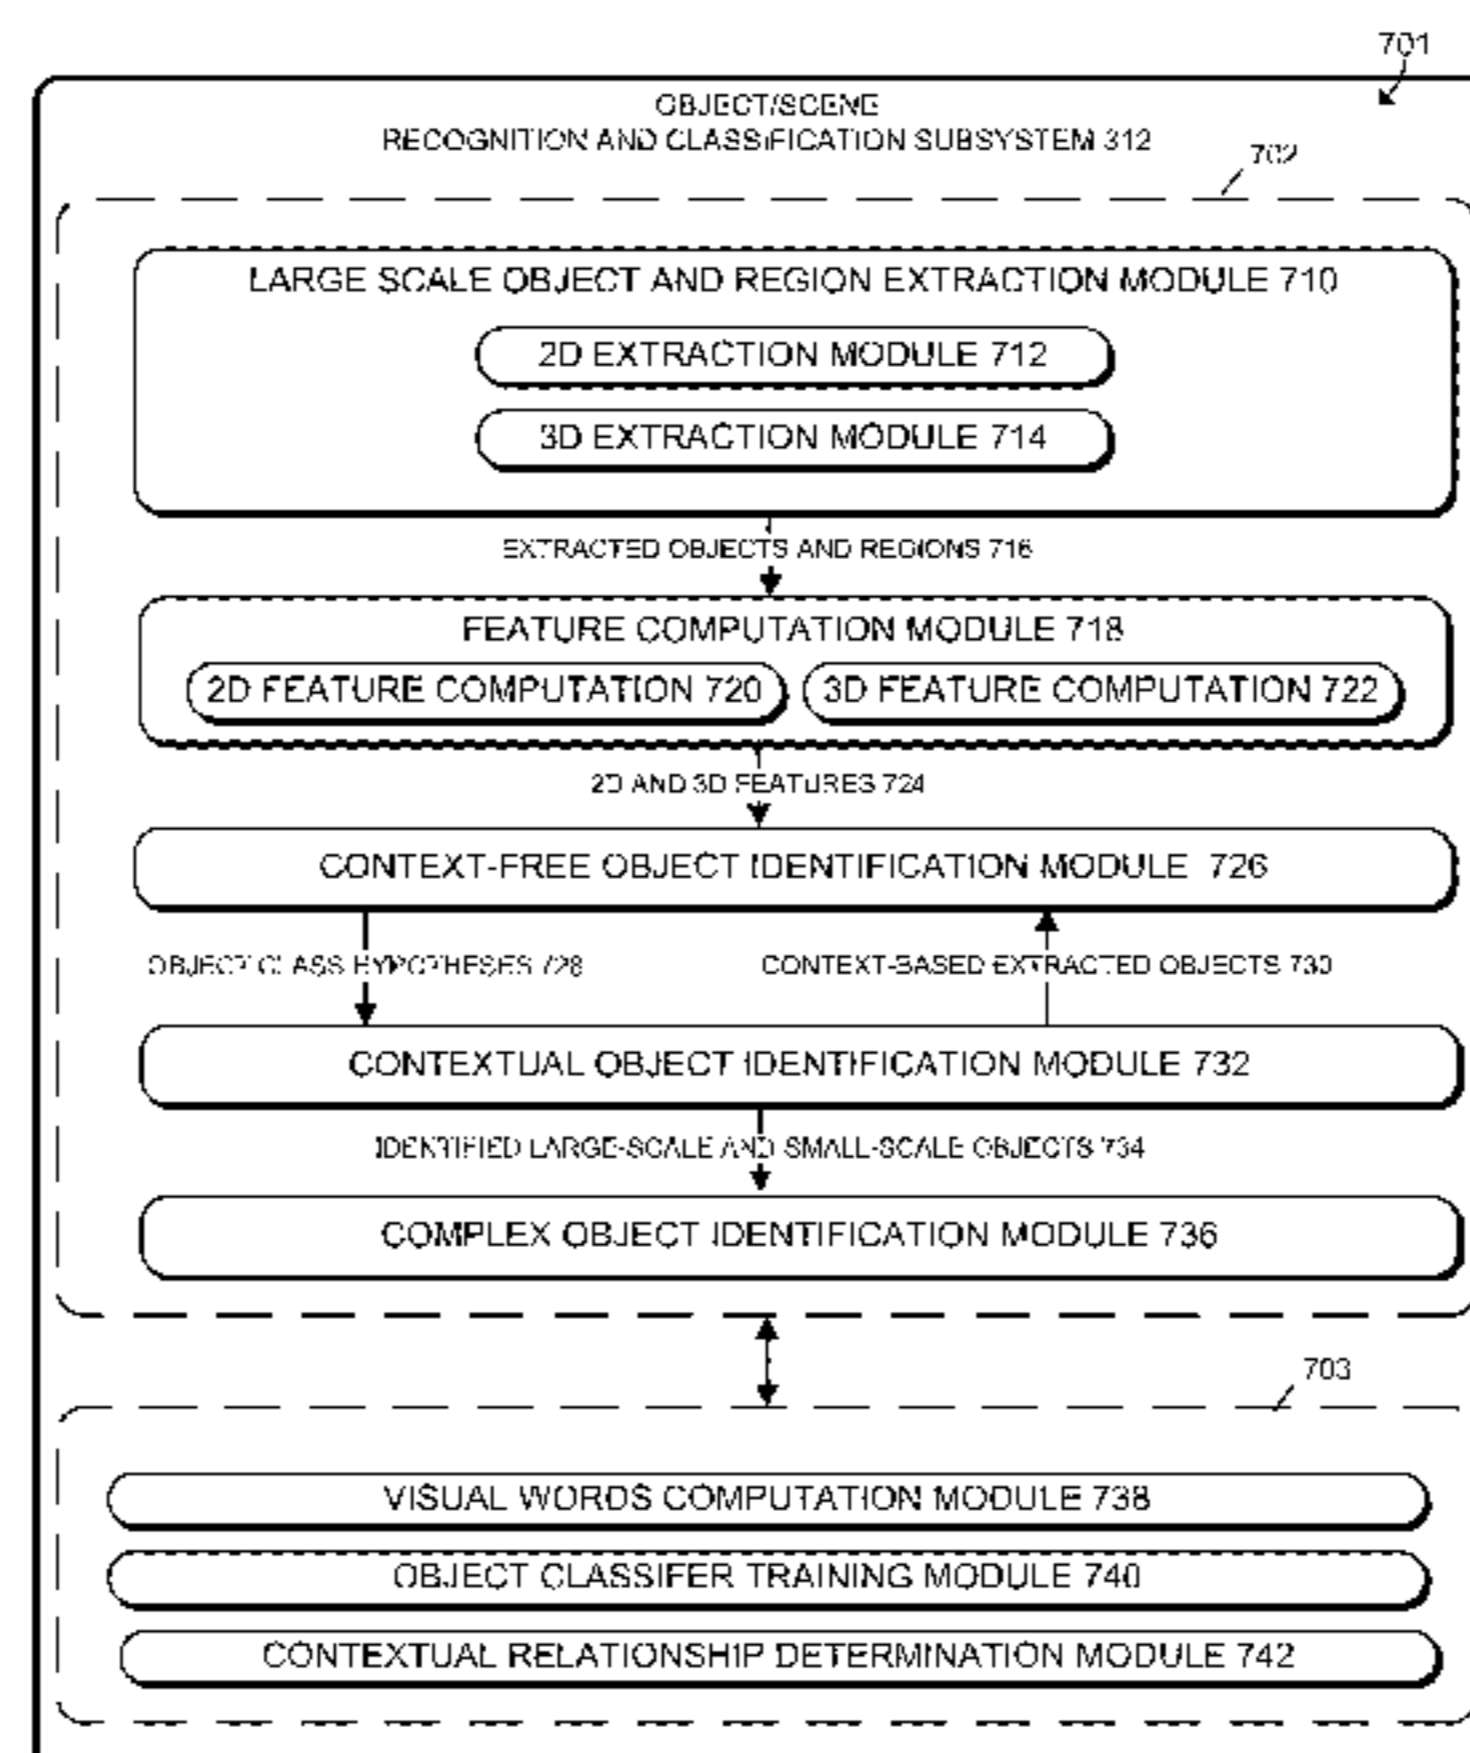 701
OBJECT/SCENE
RECOGNITION AND CLASSIFICATION SUBSYSTEM 312
702
LARGE SCALE OBJECT AND REGION EXTRACTION MODULE 710
2D EXTRACTION MODULE 712
3D EXTRACTION MODULE 714
EXTRACTED OBJECTS AND REGIONS 716
FEATURE COMPUTATION MODULE 718
2D FEATURE COMPUTATION 720 3D FEATURE COMPUTATION 722
2D AND 3D FEATURES 724
CONTEXT-FREE OBJECT IDENTIFICATION MODULE 726
OBJECT CLASS HYPOTHESES 728 CONTEXT-BASED EXTRACTED OBJECTS 730
CONTEXTUAL OBJECT IDENTIFICATION MODULE 732
IDENTIFIED LARGE-SCALE AND SMALL-SCALE OBJECTS 734
COMPLEX OBJECT IDENTIFICATION MODULE 736
703
VISUAL WORDS COMPUTATION MODULE 738
OBJECT CLASSIFER TRAINING MODULE 740
CONTEXTUAL RELATIONSHIP DETERMINATION MODULE 742